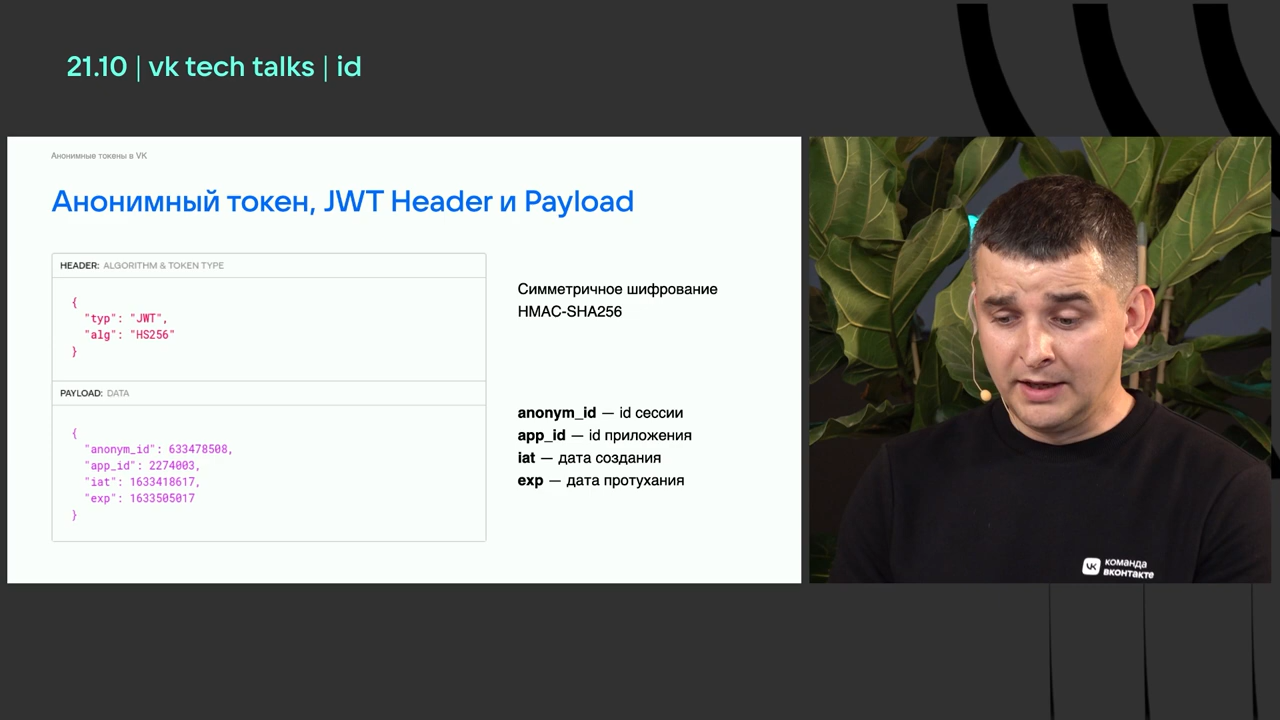 21.10 | vk tech talks | id
Анонимные токены в VK
Анонимный токен, JWT Header и Payload
HEADER: ALGORITHM & TOKEN TYPE
{
"typ": "JWT",
"alg": "HS256"
}
Симметричное шифрование
HMAC-SHA256
PAYLOAD: DATA
{
"anonym_id": 633478508,
"app_id": 2274003,
"iat": 1633418617,
"exp": 1633505017
}
anonym_id — id сессии
app_id — id приложения
iat — дата создания
exp — дата протухания
команда
вконтакте